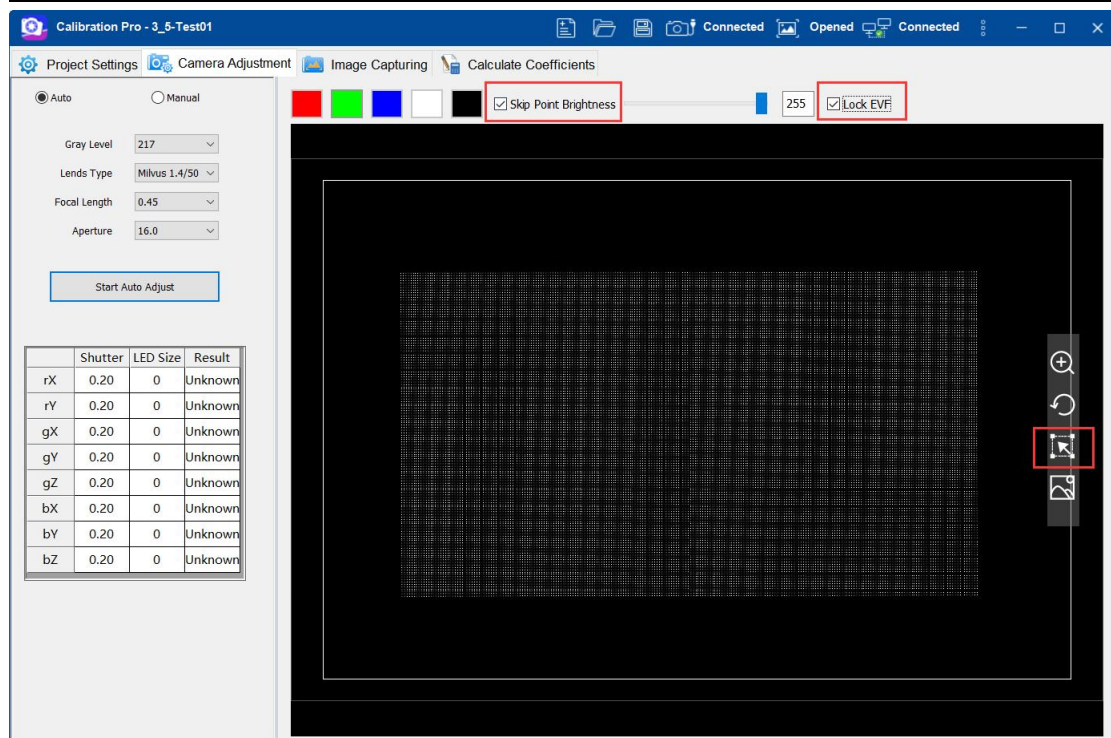 Calibration Pro - 3_5-Test01 Connected Opened Connected
Project Settings Camera Adjustment Image Capturing Calculate Coefficients
Auto Manual Skip Point Brightness 255 Lock EVF
Gray Level 217
Lends Type Milvus 1.4/50
Focal Length 0.45
Aperture 16.0
Start Auto Adjust
Shutter LED Size Result
rX 0.20 0 Unknown
rY 0.20 0 Unknown
gX 0.20 0 Unknown
gY 0.20 0 Unknown
gZ 0.20 0 Unknown
bX 0.20 0 Unknown
bY 0.20 0 Unknown
bZ 0.20 0 Unknown